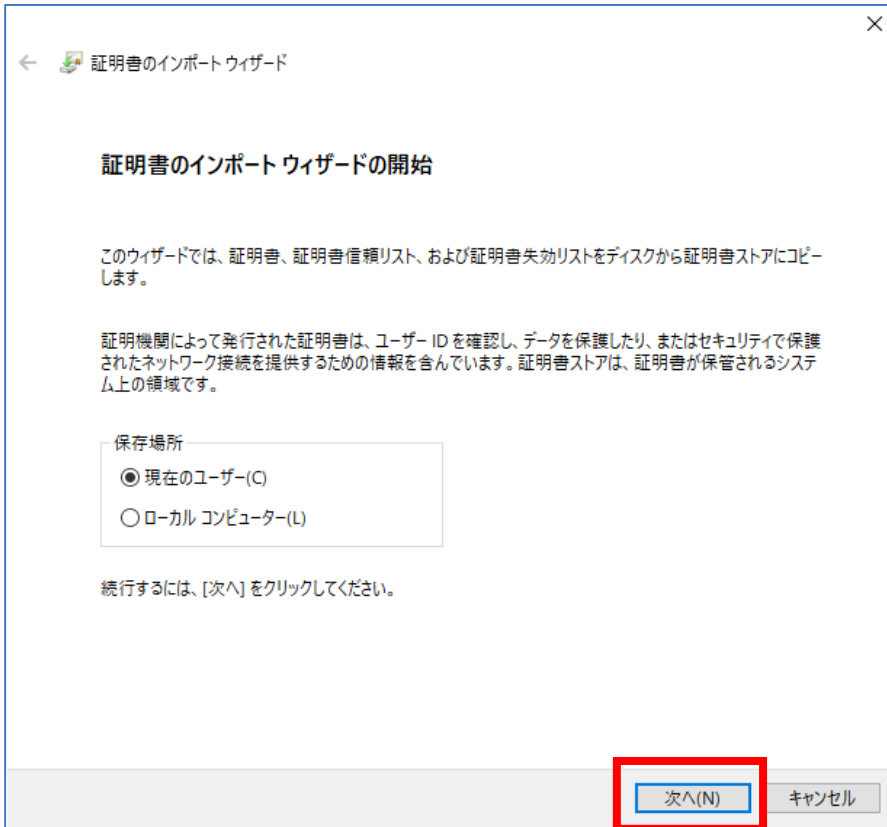 証明書のインポート ウィザード
証明書のインポート ウィザードの開始
このウィザードでは、証明書、証明書信頼リスト、および証明書失効リストをディスクから証明書ストアにコピー
します。
証明機関によって発行された証明書は、ユーザー ID を確認し、データを保護したり、またはセキュリティで保護
されたネットワーク接続を提供するための情報を含んでいます。証明書ストアは、証明書が保管されるシステ
ム上の領域です。
保存場所
現在のユーザー(C)
ローカル コンピューター(L)
続行するには、[次へ] をクリックしてください。
次へ(N)
キャンセル